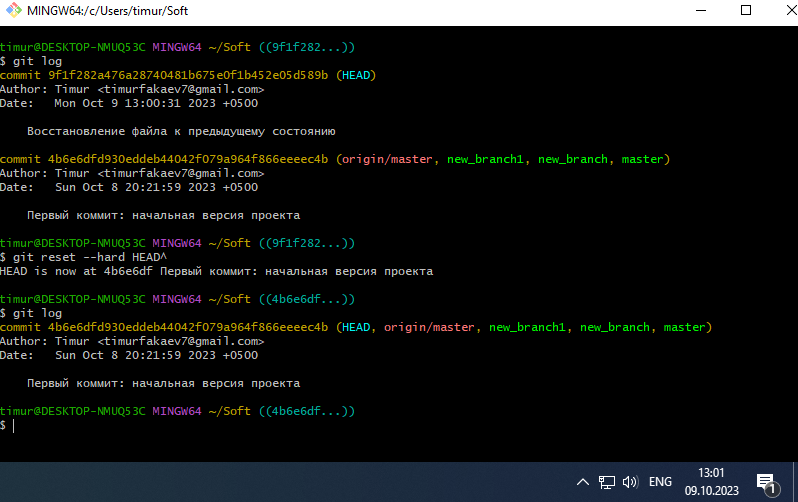 MINGW64:/c/Users/timur/Soft
timur@DESKTOP-NMUQ53C MINGW64 ~/Soft ((9f1f282...))
$ git log
commit 9f1f282a476a28740481b675e0f1b452e05d589b (HEAD)
Author: Timur <timurfakaev7@gmail.com>
Date:   Mon Oct 9 13:00:31 2023 +0500
Восстановление файла к предыдущему состоянию
commit 4b6e6dfd930eddeb44042f079a964f866eeeec4b (origin/master, new_branch1, new_branch, master)
Author: Timur <timurfakaev7@gmail.com>
Date:   Sun Oct 8 20:21:59 2023 +0500
Первый коммит: начальная версия проекта
timur@DESKTOP-NMUQ53C MINGW64 ~/Soft ((9f1f282...))
$ git reset --hard HEAD^
HEAD is now at 4b6e6df Первый коммит: начальная версия проекта
timur@DESKTOP-NMUQ53C MINGW64 ~/Soft ((4b6e6df...))
$ git log
commit 4b6e6dfd930eddeb44042f079a964f866eeeec4b (HEAD, origin/master, new_branch1, new_branch, master)
Author: Timur <timurfakaev7@gmail.com>
Date:   Sun Oct 8 20:21:59 2023 +0500
Первый коммит: начальная версия проекта
timur@DESKTOP-NMUQ53C MINGW64 ~/Soft ((4b6e6df...))
$
ENG
13:01
09.10.2023
1